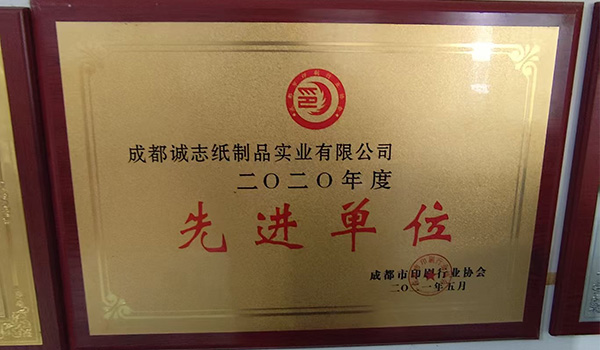 成都诚志纸制品实业有限公司
二〇二〇年度
先进单位
成都市印刷行业协会
二〇二一年五月